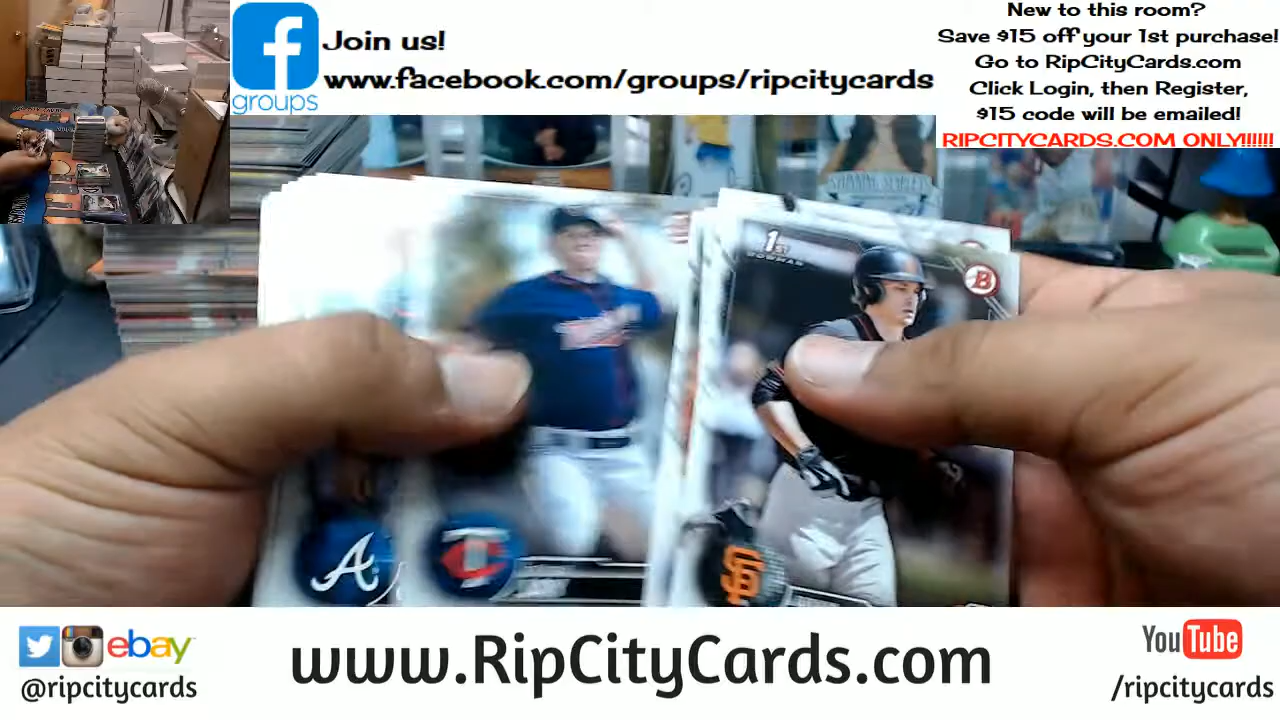 groups
Join us!
www.facebook.com/groups/ripcitycards
New to this room?
Save $15 off your 1st purchase!
Go to RipCityCards.com
Click Login, then Register,
$15 code will be emailed!
RIPCITYCARDS.COM ONLY!!!!!!
1ST
BOWMAN
B
SF
A
TC
ebay
@ripcitycards
www.RipCityCards.com
YouTube
/ripcitycards